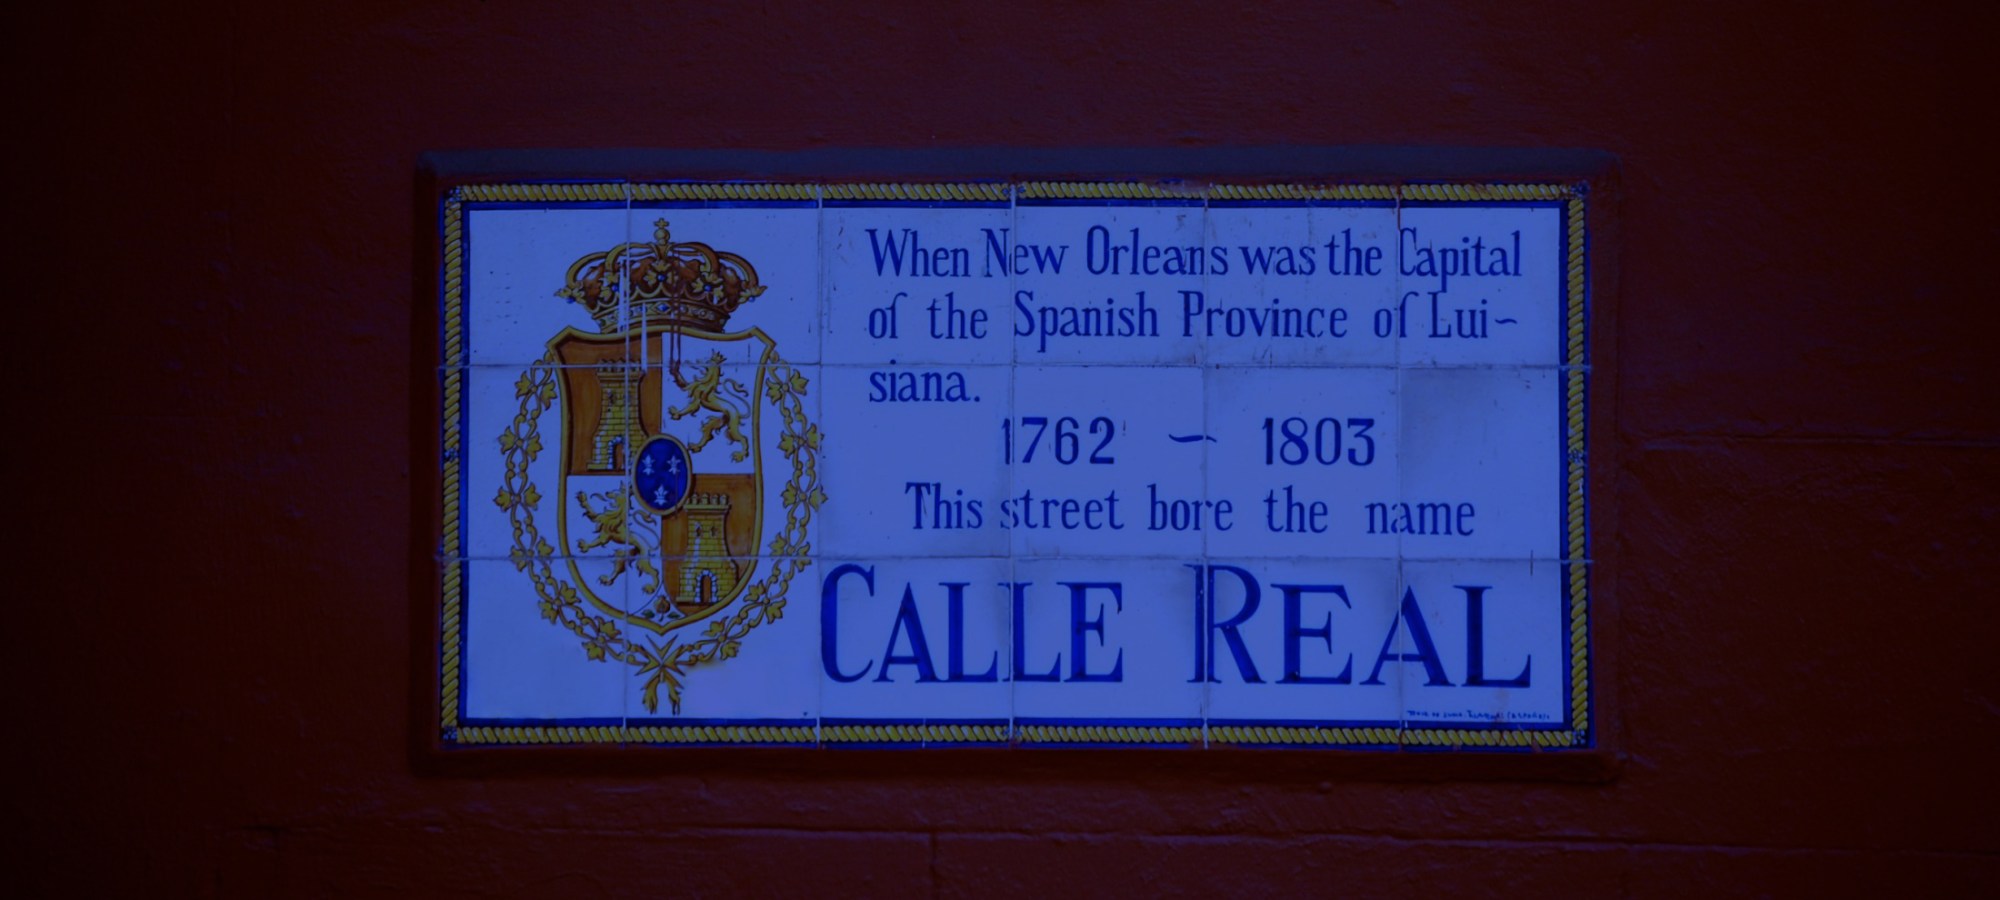 When New Orleans was the Capital
of the Spanish Province of Lui~
siana.
1762 ~ 1803
This street bore the name
CALLE REAL